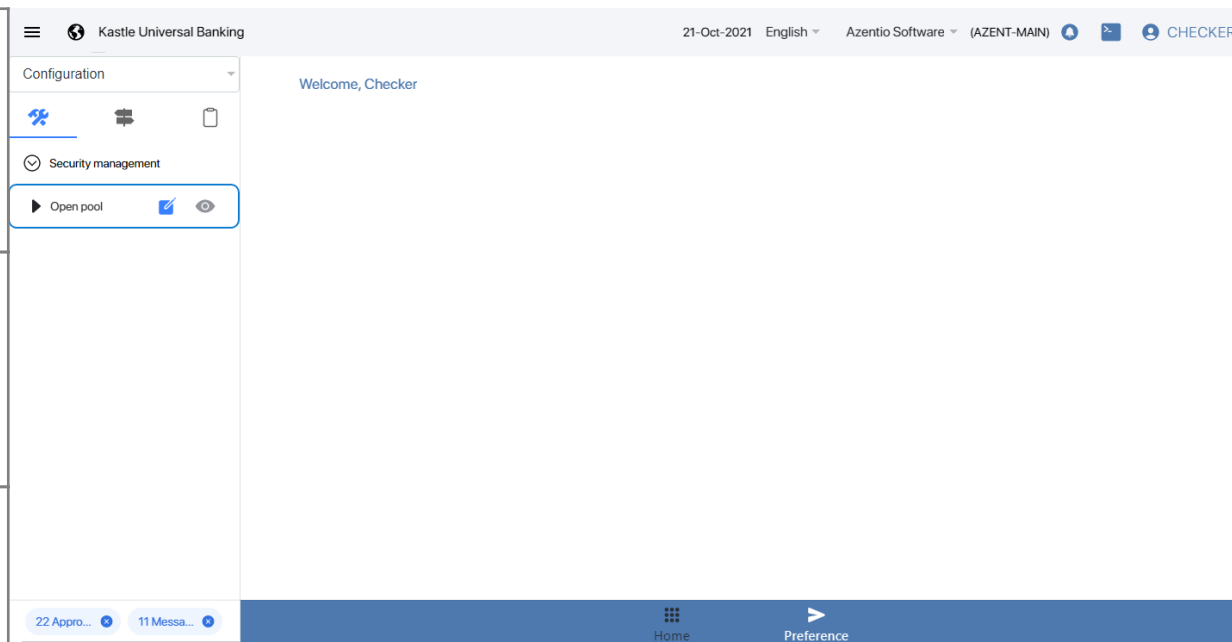 Kastle Universal Banking 21-Oct-2021 English Azentio Software (AZENT-MAIN) CHECKER
Configuration
Welcome, Checker
Security management
Open pool
22 Appro... 11 Messa...
Home Preference